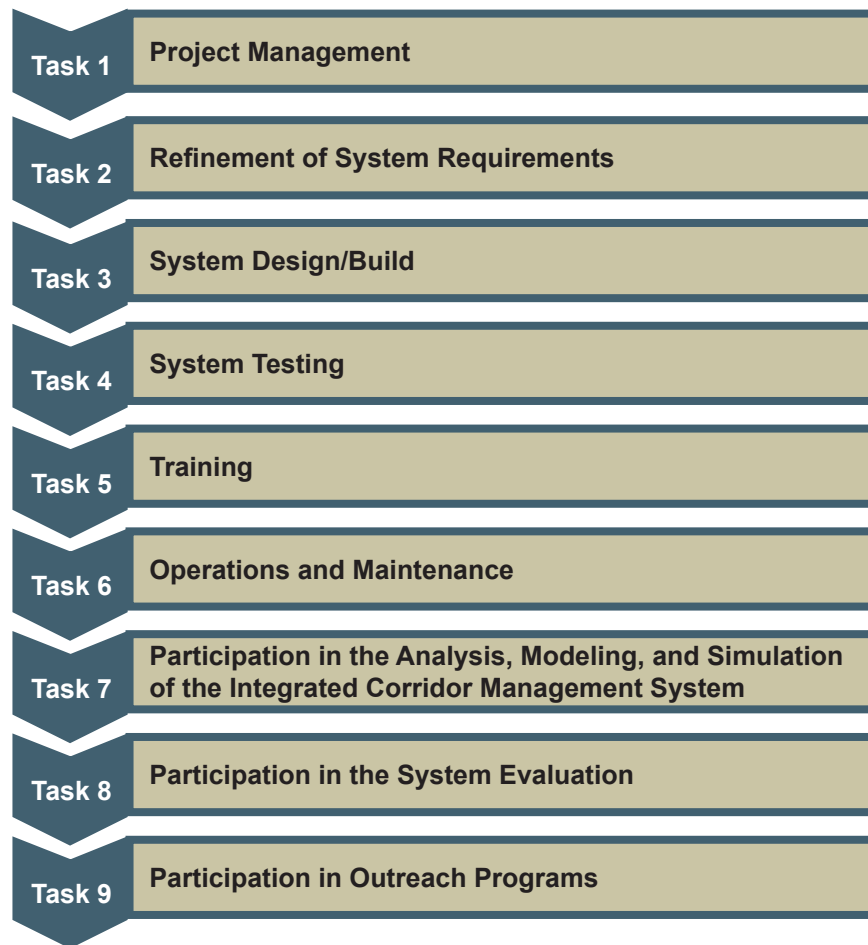 Task 1
Project Management
Task 2
Refinement of System Requirements
Task 3
System Design/Build
Task 4
System Testing
Task 5
Training
Task 6
Operations and Maintenance
Task 7
Participation in the Analysis, Modeling, and Simulation
of the Integrated Corridor Management System
Task 8
Participation in the System Evaluation
Task 9
Participation in Outreach Programs